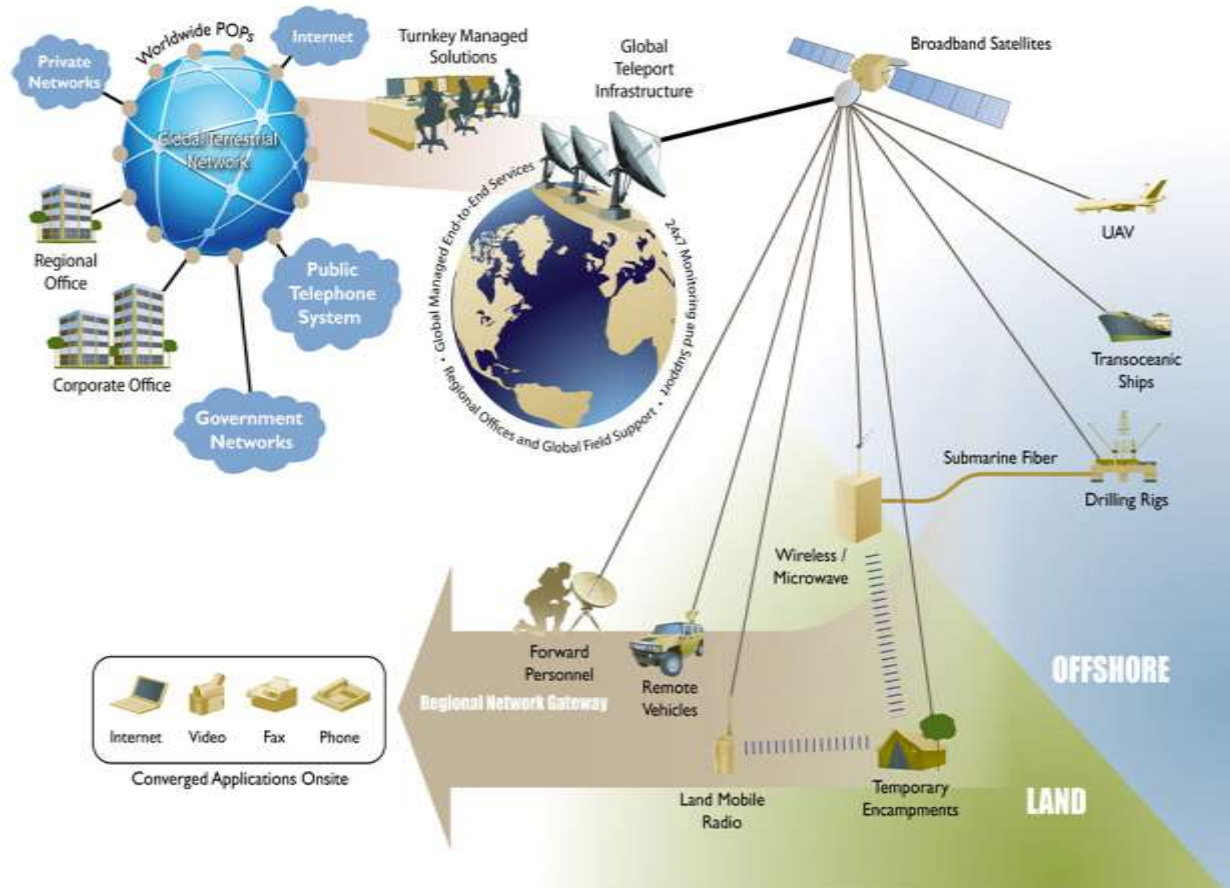 Worldwide POPs
Internet
Private
Networks
Global Terrestrial
Network
Regional
Office
Corporate Office
Public
Telephone
System
Government
Networks
Turnkey Managed
Solutions
Global
Teleport
Infrastructure
Broadband Satellites
• Global Managed End-to-End Services
24x7 Monitoring and Support •
Regional Offices and Global Field Support
UAV
Transoceanic
Ships
Submarine Fiber
Drilling Rigs
Wireless /
Microwave
Forward
Personnel
Remote
Vehicles
Regional Network Gateway
OFFSHORE
Internet
Video
Fax
Phone
Converged Applications Onsite
Land Mobile
Radio
Temporary
Encampments
LAND